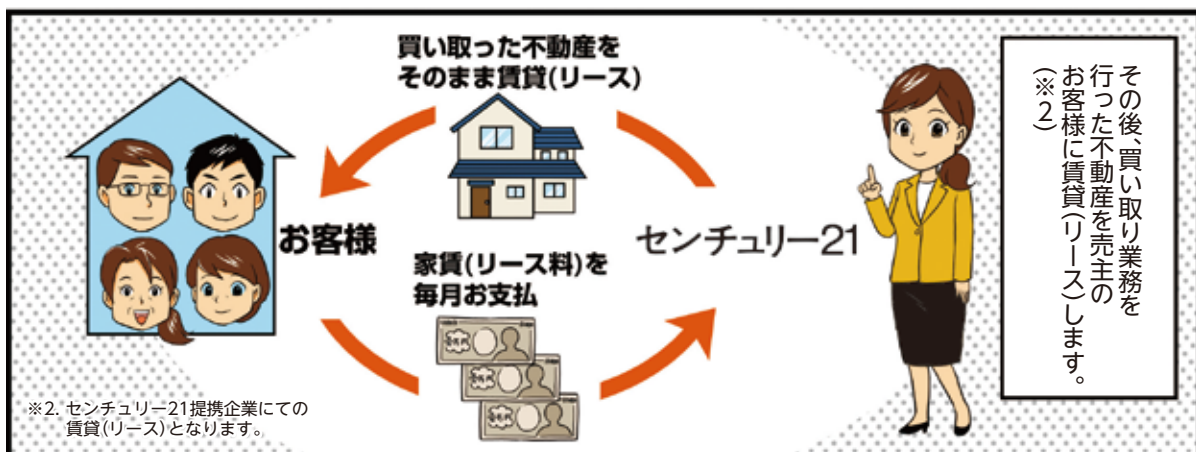 その後、買い取り業務を
行った不動産を売主の
お客様に賃貸(リース)します。
(※2)
買い取った不動産を
そのまま賃貸(リース)
お客様
センチュリー21
家賃(リース料)を
毎月お支払
※2. センチュリー21提携企業にての
賃貸(リース)となります。